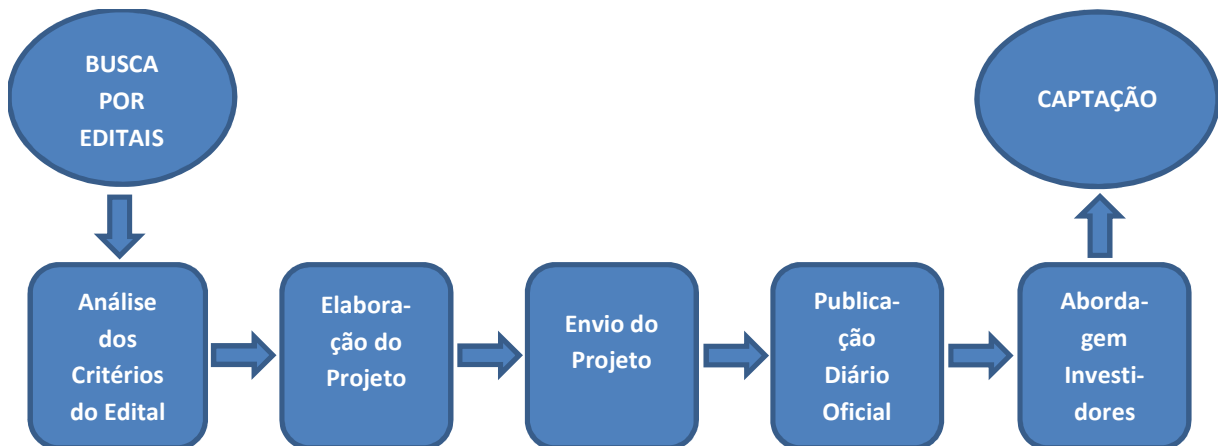 BUSCA
POR
EDITAIS
CAPTAÇÃO
Análise
dos
Critérios
do Edital
Elabora-
ção do
Projeto
Envio do
Projeto
Publica-
ção
Diário
Oficial
Aborda-
gem
Investi-
dores